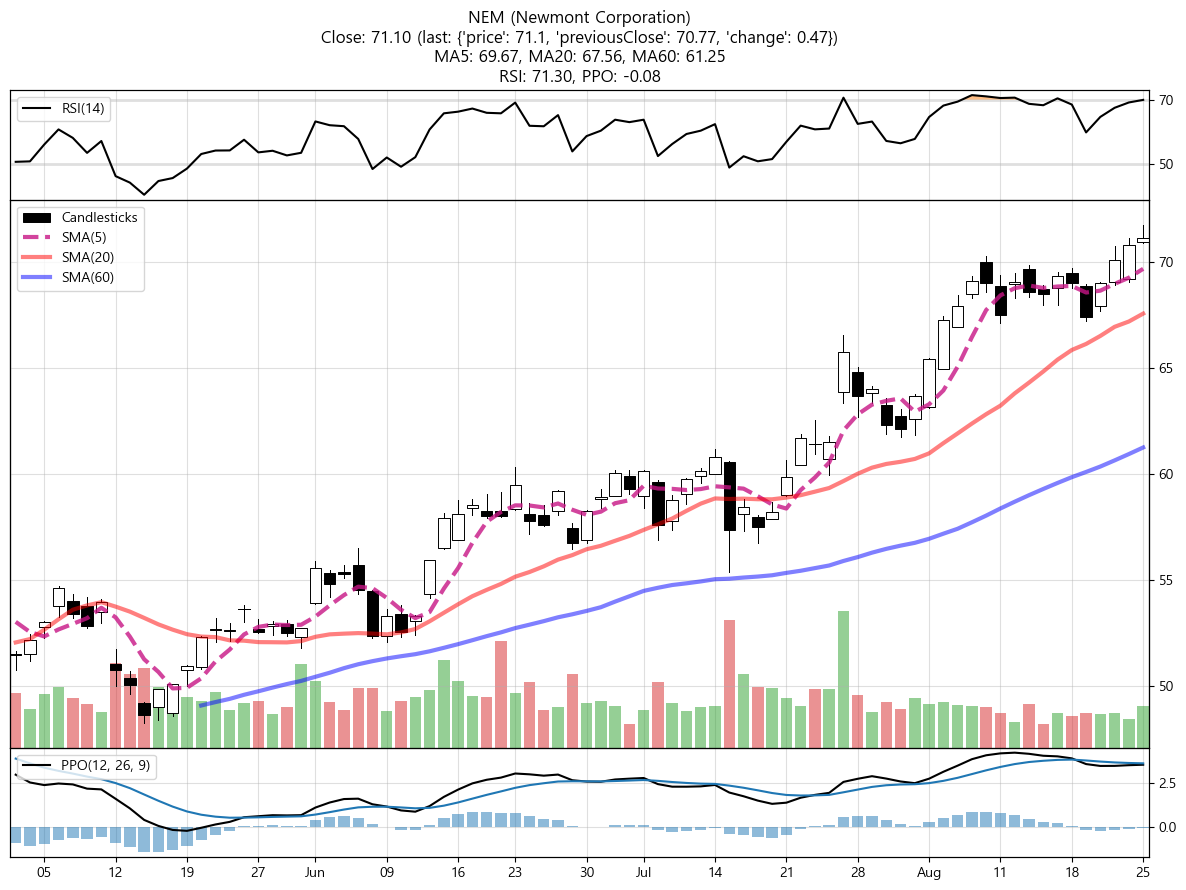 NEM (Newmont Corporation)
Close: 71.10 (last: {'price': 71.1, 'previousClose': 70.77, 'change': 0.47})
MA5: 69.67, MA20: 67.56, MA60: 61.25
RSI: 71.30, PPO: -0.08
RSI(14)
70
50
Candlesticks
SMA(5)
SMA(20)
SMA(60)
70
65
60
55
50
PPO(12, 26, 9)
2.5
0.0
05 12 19 27 Jun 09 16 23 Jul 14 21 28 Aug 11 18 25